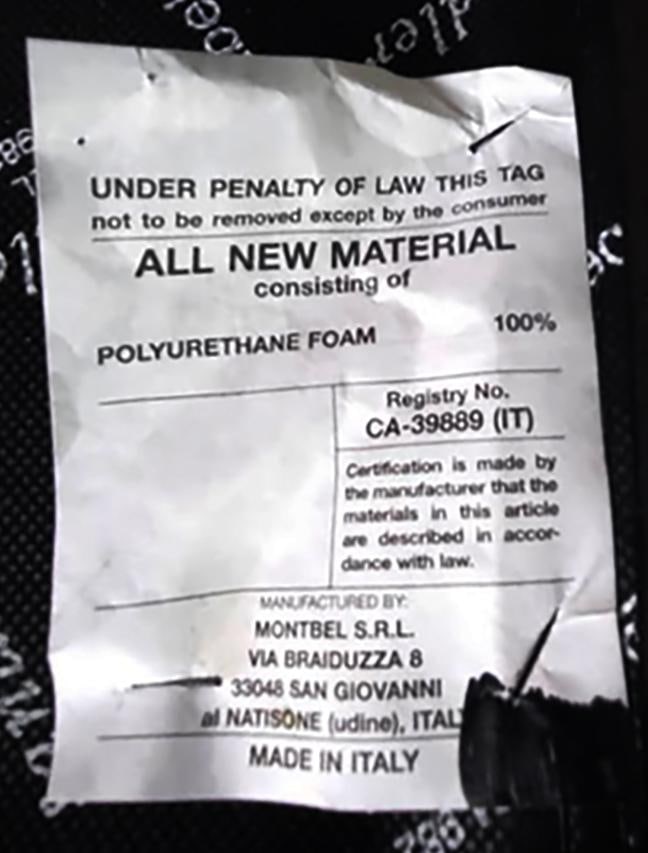 UNDER PENALTY OF LAW THIS TAG
not to be removed except by the consumer
ALL NEW MATERIAL
consisting of
POLYURETHANE FOAM 100%
Registry No.
CA-39889 (IT)
Certification is made by
the manufacturer that the
materials in this article
are described in accor-
dance with law.
MANUFACTURED BY:
MONTBEL S.R.L.
VIA BRAIDUZZA 8
33048 SAN GIOVANNI
al NATISONE (udine), ITAL
MADE IN ITALY